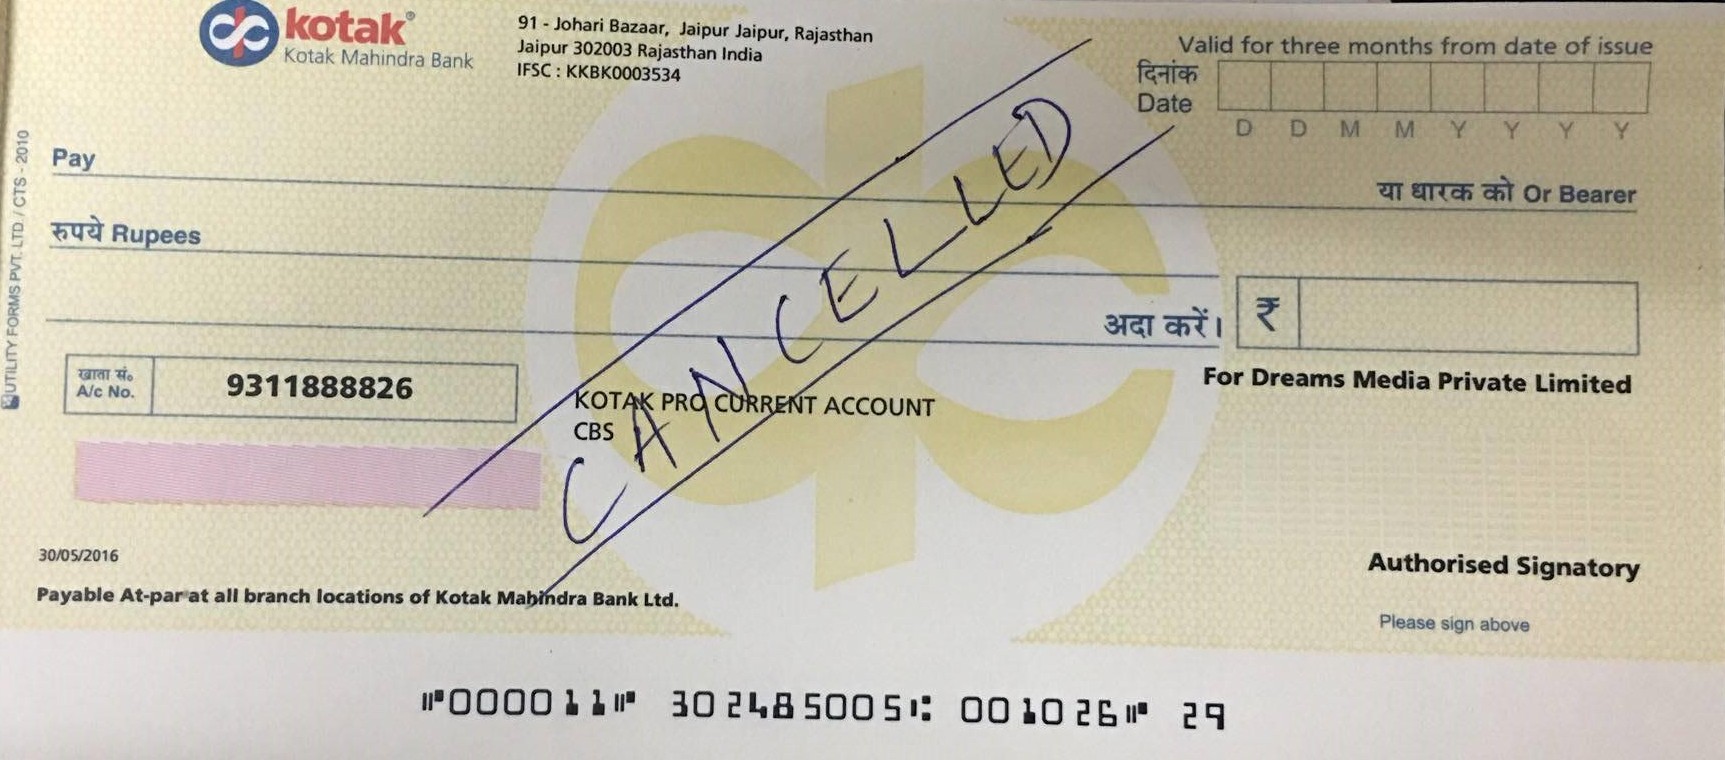 kotak®
Kotak Mahindra Bank
91 - Johari Bazaar, Jaipur Jaipur, Rajasthan
Jaipur 302003 Rajasthan India
IFSC : KKBK0003534
Valid for three months from date of issue
दिनांक
Date
D D M M Y Y Y Y
Pay
या धारक को Or Bearer
रुपये Rupees
अदा करें। ₹
खाता सं॰
A/c No. 9311888826
For Dreams Media Private Limited
KOTAK PRO CURRENT ACCOUNT
CBS
CANCELLED
30/05/2016
Payable At-par at all branch locations of Kotak Mahindra Bank Ltd.
Authorised Signatory
Please sign above
UTILITY FORMS PVT. LTD. / CTS - 2010
⑈000011⑈ 302485005⑆ 001026⑈ 29